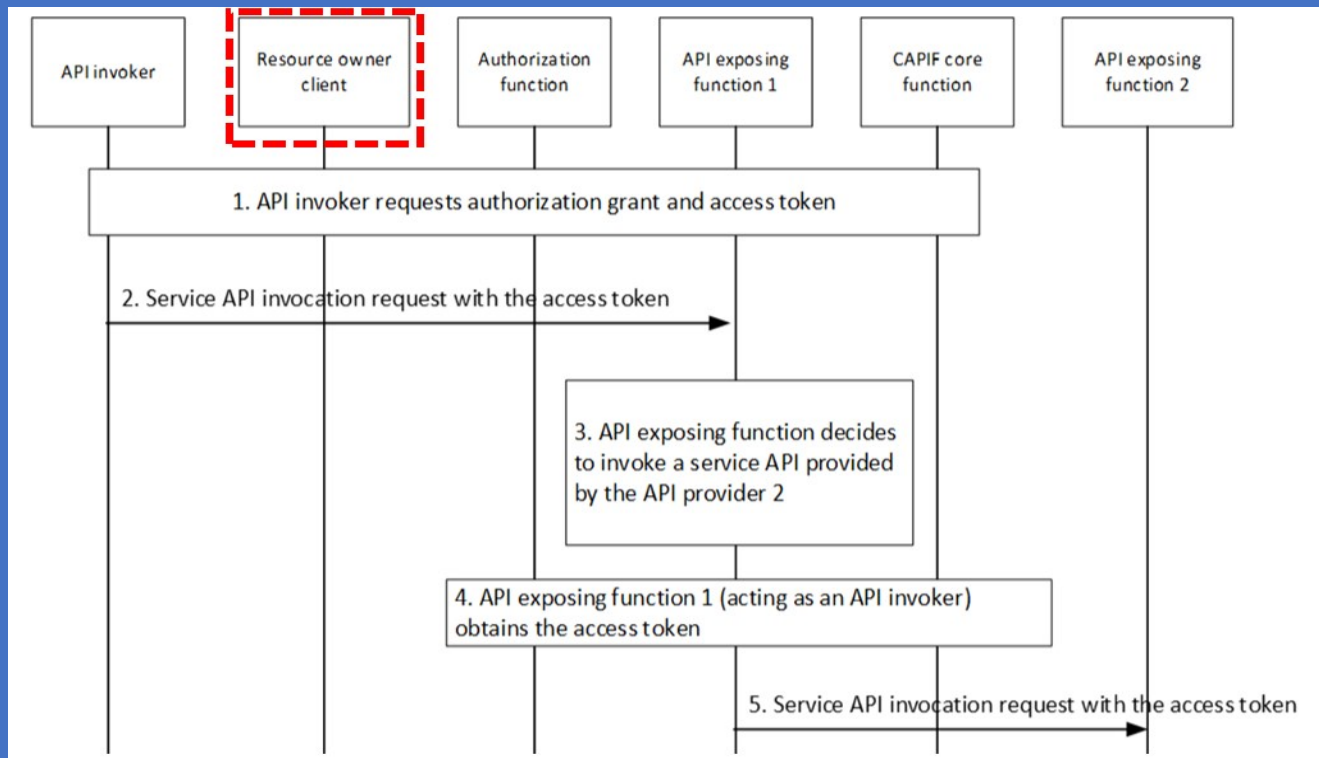 API invoker
Resource owner
client
Authorization
function
API exposing
function 1
CAPIF core
function
API exposing
function 2
1. API invoker requests authorization grant and access token
2. Service API invocation request with the access token
3. API exposing function decides
to invoke a service API provided
by the API provider 2
4. API exposing function 1 (acting as an API invoker)
obtains the access token
5. Service API invocation request with the access token